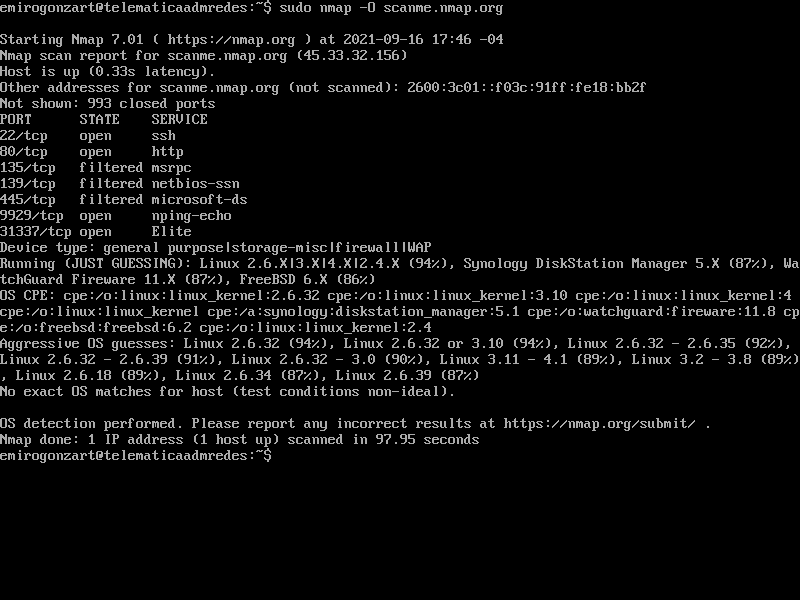 emirogonzart@telematicaadmredes:~$ sudo nmap -O scanme.nmap.org
Starting Nmap 7.01 ( https://nmap.org ) at 2021-09-16 17:46 -04
Nmap scan report for scanme.nmap.org (45.33.32.156)
Host is up (0.33s latency).
Other addresses for scanme.nmap.org (not scanned): 2600:3c01::f03c:91ff:fe18:bb2f
Not shown: 993 closed ports
PORT      STATE    SERVICE
22/tcp    open     ssh
80/tcp    open     http
135/tcp   filtered msrpc
139/tcp   filtered netbios-ssn
445/tcp   filtered microsoft-ds
9929/tcp  open     nping-echo
31337/tcp open     Elite
Device type: general purpose|storage-misc|firewall|WAP
Running (JUST GUESSING): Linux 2.6.X|3.X|4.X|2.4.X (94%), Synology DiskStation Manager 5.X (87%), Wa
tchGuard Fireware 11.X (87%), FreeBSD 6.X (86%)
OS CPE: cpe:/o:linux:linux_kernel:2.6.32 cpe:/o:linux:linux_kernel:3.10 cpe:/o:linux:linux_kernel:4
cpe:/o:linux:linux_kernel cpe:/a:synology:diskstation_manager:5.1 cpe:/o:watchguard:fireware:11.8 cp
e:/o:freebsd:freebsd:6.2 cpe:/o:linux:linux_kernel:2.4
Aggressive OS guesses: Linux 2.6.32 (94%), Linux 2.6.32 or 3.10 (94%), Linux 2.6.32 - 2.6.35 (92%),
Linux 2.6.32 - 2.6.39 (91%), Linux 2.6.32 - 3.0 (90%), Linux 3.11 - 4.1 (89%), Linux 3.2 - 3.8 (89%)
, Linux 2.6.18 (89%), Linux 2.6.34 (87%), Linux 2.6.39 (87%)
No exact OS matches for host (test conditions non-ideal).
OS detection performed. Please report any incorrect results at https://nmap.org/submit/ .
Nmap done: 1 IP address (1 host up) scanned in 97.95 seconds
emirogonzart@telematicaadmredes:~$